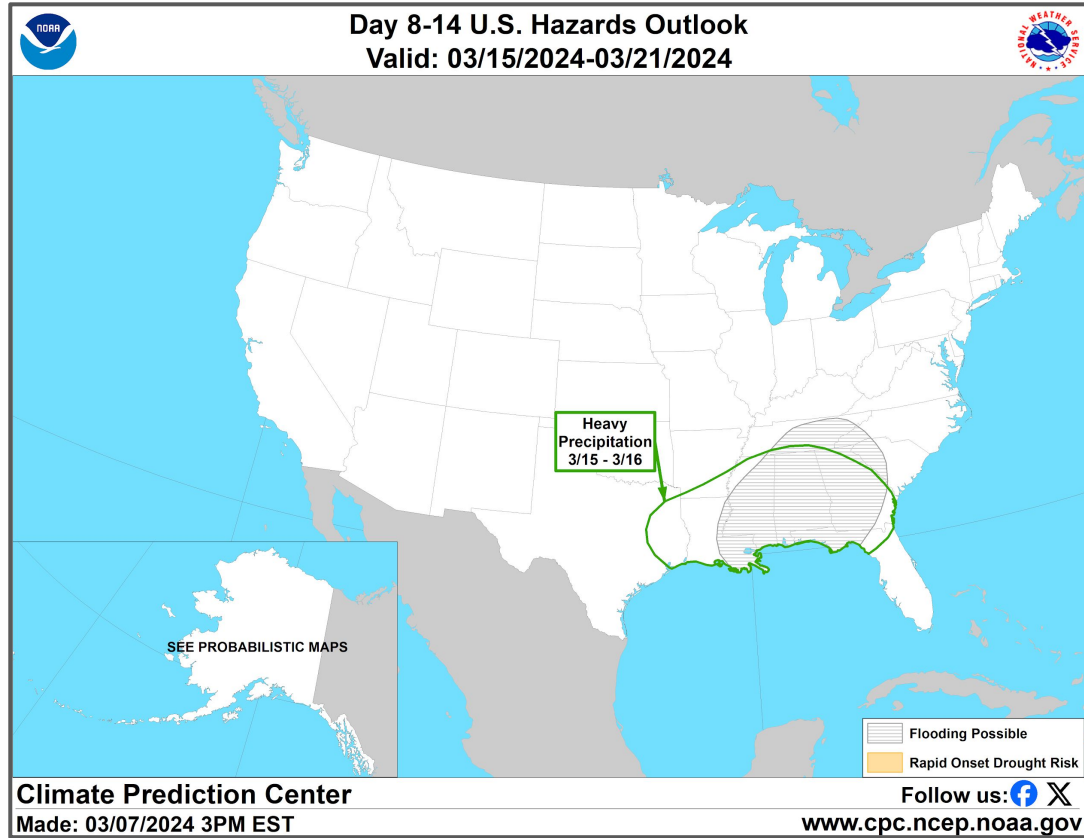 NOAA
Day 8-14 U.S. Hazards Outlook
Valid: 03/15/2024-03/21/2024
NATIONAL WEATHER SERVICE
Heavy
Precipitation
3/15 - 3/16
SEE PROBABILISTIC MAPS
Flooding Possible
Rapid Onset Drought Risk
Climate Prediction Center
Follow us:
Made: 03/07/2024 3PM EST
www.cpc.ncep.noaa.gov